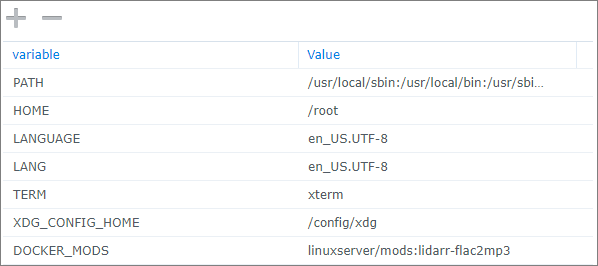 variable Value
PATH /usr/local/sbin:/usr/local/bin:/usr/sbi...
HOME /root
LANGUAGE en_US.UTF-8
LANG en_US.UTF-8
TERM xterm
XDG_CONFIG_HOME /config/xdg
DOCKER_MODS linuxserver/mods:lidarr-flac2mp3